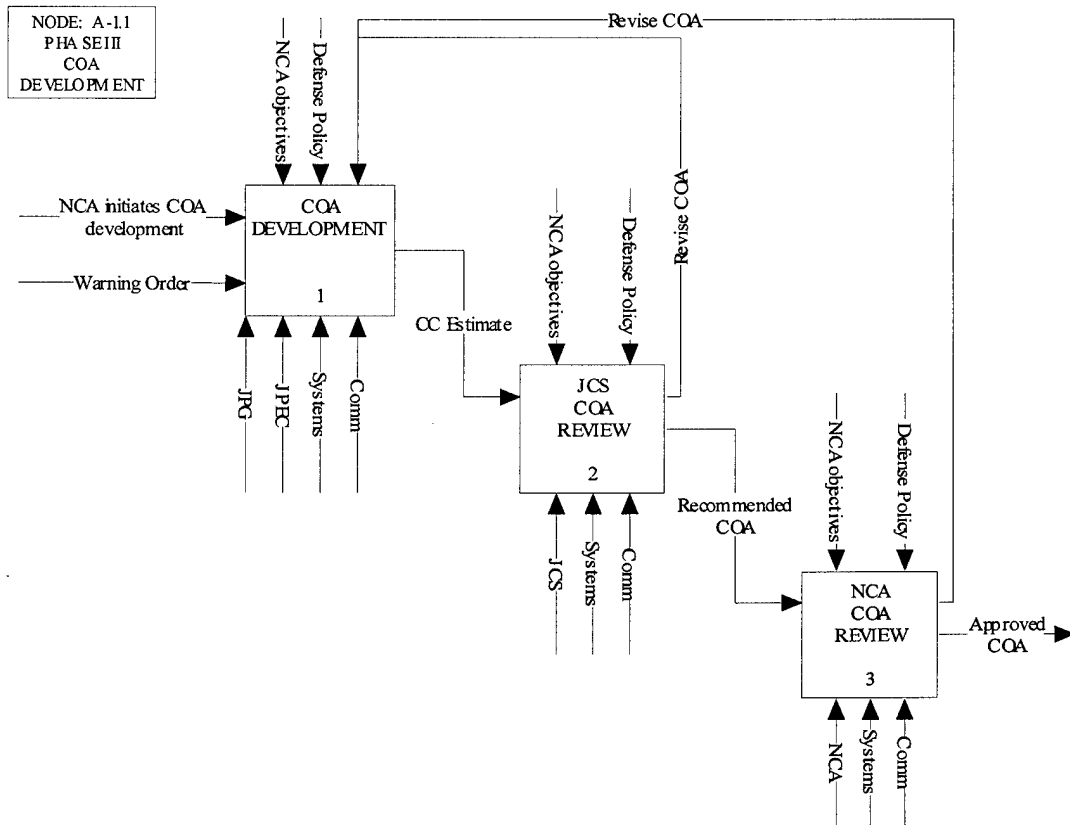 NODE: A-1.1
PHASE III
COA
DEVELOPMENT
Revise COA
NCA objectives
Defense Policy
NCA initiates COA
development
Warning Order
COA
DEVELOPMENT
1
JPG
JPEC
Systems
Comm
CC Estimate
Revise COA
NCA objectives
Defense Policy
JCS
COA
REVIEW
2
JCS
Systems
Comm
Recommended
COA
NCA objectives
Defense Policy
NCA
COA
REVIEW
3
Approved
COA
NCA
Systems
Comm